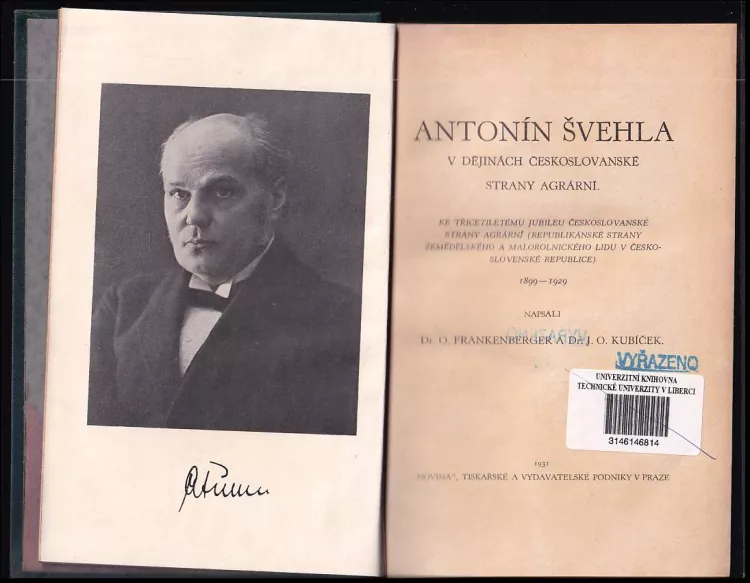 ANTONÍN ŠVEHLA
V DĚJINÁCH ČESKOSLOVANSKÉ
STRANY AGRÁRNÍ.
KE TŘICETILETÉMU JUBILEU ČESKOSLOVANSKÉ
STRANY AGRÁRNÍ (REPUBLIKÁNSKÉ STRANY
ZEMĚDĚLSKÉHO A MALOROLNICKÉHO LIDU V ČESKO-
SLOVENSKÉ REPUBLICE)
1899—1929
NAPSALI
Dr. O. FRANKENBERGER A Dr. J. O. KUBÍČEK.
VYŘAZENO
UNIVERZITNÍ KNIHOVNA
TECHNICKÉ UNIVERZITY V LIBERCI
3146146814
1931
„NOVINA“, TISKAŘSKÉ A VYDAVATELSKÉ PODNIKY V PRAZE